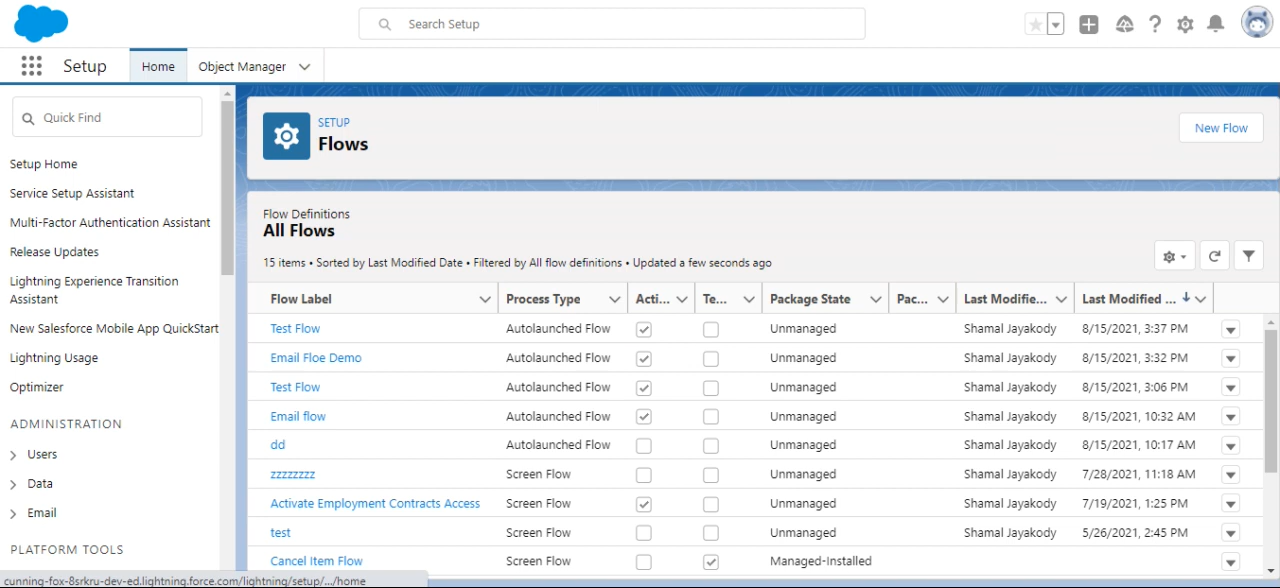 Search Setup
Setup
Home
Object Manager
Quick Find
Setup Home
Service Setup Assistant
Multi-Factor Authentication Assistant
Release Updates
Lightning Experience Transition
Assistant
New Salesforce Mobile App QuickStart
Lightning Usage
Optimizer
ADMINISTRATION
Users
Data
Email
PLATFORM TOOLS
cunning-fox-8srkru-dev-ed.lightning.force.com/lightning/setup/.../home
SETUP
Flows
New Flow
Flow Definitions
All Flows
15 items • Sorted by Last Modified Date • Filtered by All flow definitions • Updated a few seconds ago
Flow Label Process Type Acti... Te... Package State Pac... Last Modifie... Last Modified ...
Test Flow Autolaunched Flow Unmanaged Shamal Jayakody 8/15/2021, 3:37 PM
Email Floe Demo Autolaunched Flow Unmanaged Shamal Jayakody 8/15/2021, 3:32 PM
Test Flow Autolaunched Flow Unmanaged Shamal Jayakody 8/15/2021, 3:06 PM
Email flow Autolaunched Flow Unmanaged Shamal Jayakody 8/15/2021, 10:32 AM
dd Autolaunched Flow Unmanaged Shamal Jayakody 8/15/2021, 10:17 AM
zzzzzzzz Screen Flow Unmanaged Shamal Jayakody 7/28/2021, 11:18 AM
Activate Employment Contracts Access Screen Flow Unmanaged Shamal Jayakody 7/19/2021, 1:25 PM
test Screen Flow Unmanaged Shamal Jayakody 5/26/2021, 2:45 PM
Cancel Item Flow Screen Flow Managed-Installed